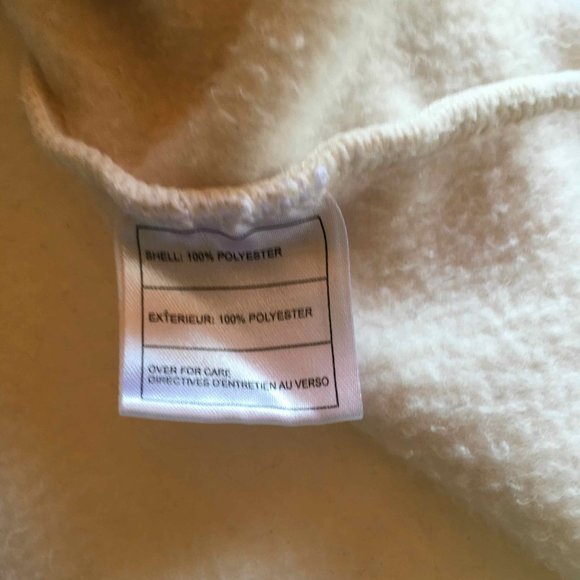 SHELL: 100% POLYESTER
EXTERIEUR: 100% POLYESTER
OVER FOR CARE
DIRECTIVES D'ENTRETIEN AU VERSO